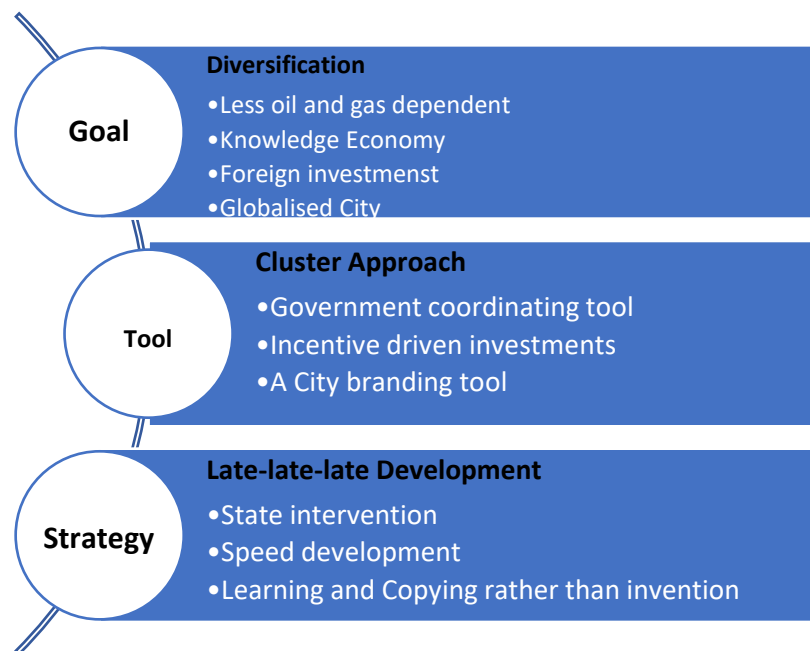 Goal
Diversification
•Less oil and gas dependent
•Knowledge Economy
•Foreign investmenst
•Globalised City
Tool
Cluster Approach
•Government coordinating tool
•Incentive driven investments
•A City branding tool
Strategy
Late-late-late Development
•State intervention
•Speed development
•Learning and Copying rather than invention